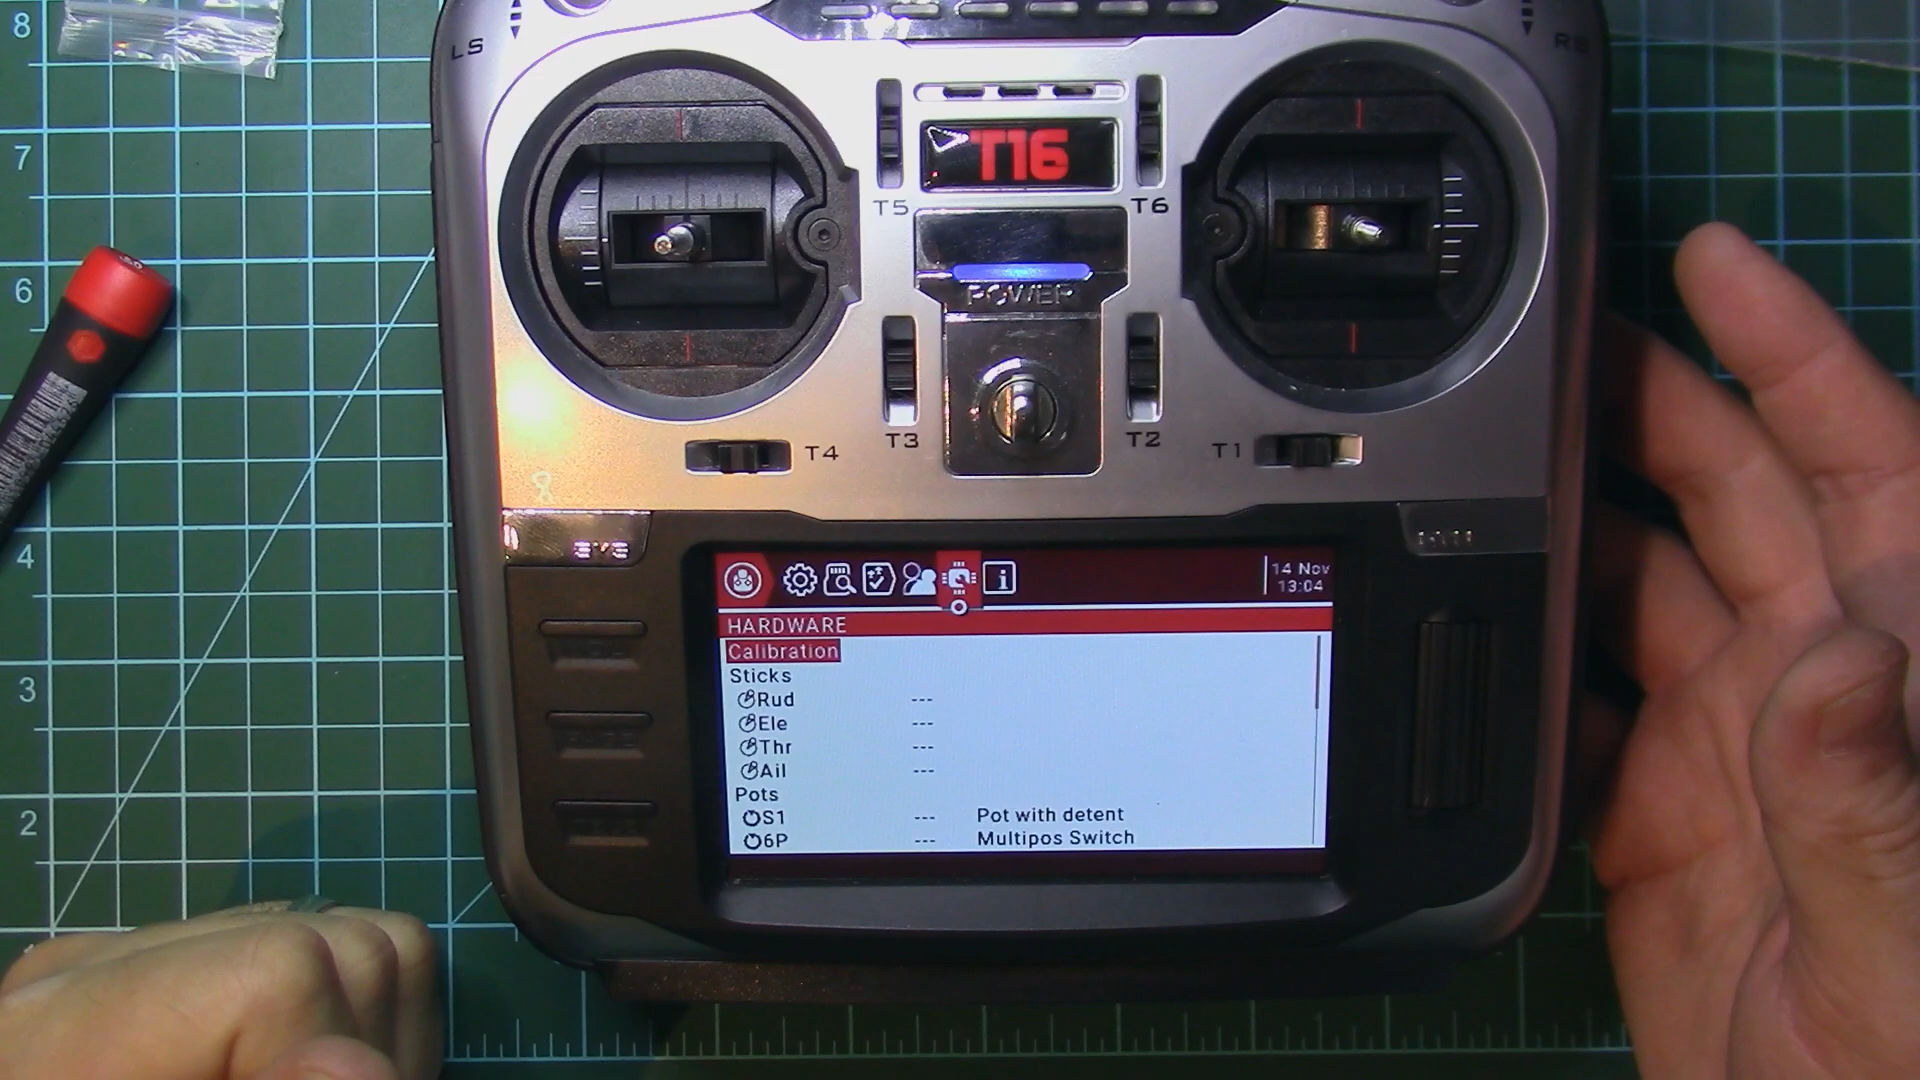 8
LS
7
T16
T5
T6
6
POWER
T3
T2
T4
T1
4
SYS
14 Nov
13:04
HARDWARE
Calibration
Sticks
Rud ---
3
Ele ---
Thr ---
Ail ---
Pots
2
S1 --- Pot with detent
6P --- Multipos Switch